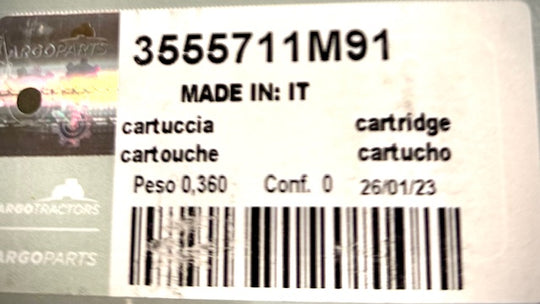 ARGOPARTS
3555711M91
MADE IN: IT
cartuccia cartridge
cartouche cartucho
Peso 0,360 Conf. 0 26/01/23
ARGOTRACTORS
ARGOPARTS